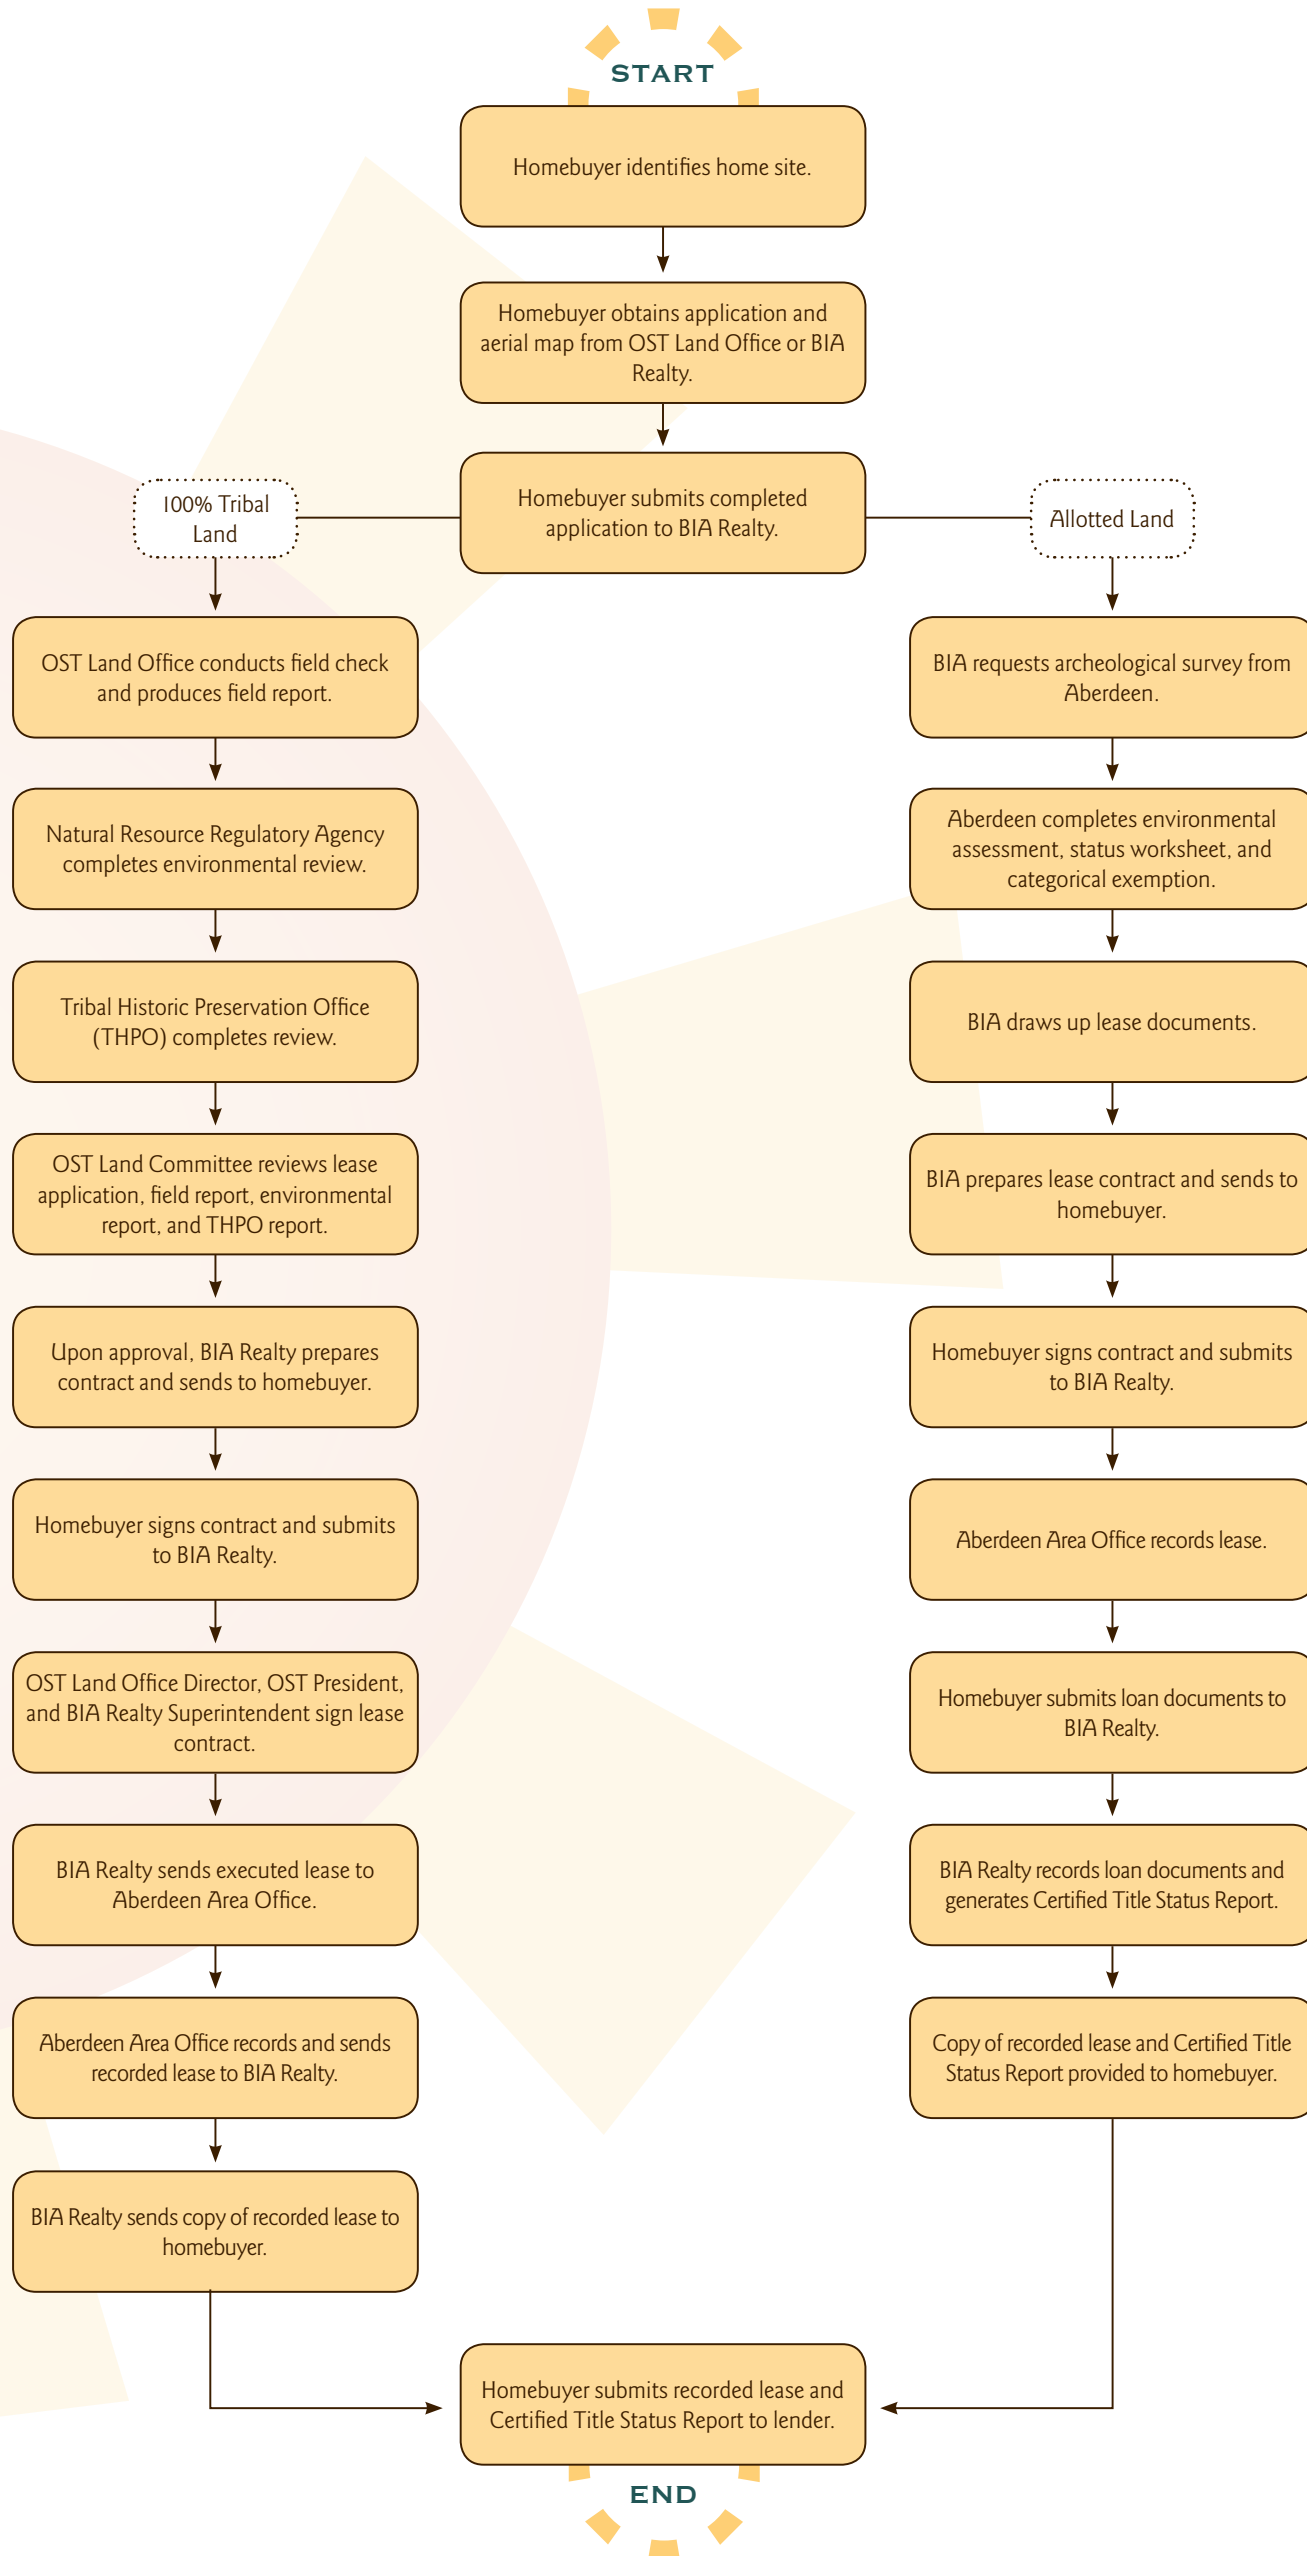 START
Homebuyer identifies home site.
Homebuyer obtains application and
aerial map from OST Land Office or BIA
Realty.
Homebuyer submits completed
application to BIA Realty.
100% Tribal
Land
OST Land Office conducts field check
and produces field report.
Natural Resource Regulatory Agency
completes environmental review.
Tribal Historic Preservation Office
(THPO) completes review.
OST Land Committee reviews lease
application, field report, environmental
report, and THPO report.
Upon approval, BIA Realty prepares
contract and sends to homebuyer.
Homebuyer signs contract and submits
to BIA Realty.
OST Land Office Director, OST President,
and BIA Realty Superintendent sign lease
contract.
BIA Realty sends executed lease to
Aberdeen Area Office.
Aberdeen Area Office records and sends
recorded lease to BIA Realty.
BIA Realty sends copy of recorded lease to
homebuyer.
Allotted Land
BIA requests archeological survey from
Aberdeen.
Aberdeen completes environmental
assessment, status worksheet, and
categorical exemption.
BIA draws up lease documents.
BIA prepares lease contract and sends to
homebuyer.
Homebuyer signs contract and submits
to BIA Realty.
Aberdeen Area Office records lease.
Homebuyer submits loan documents to
BIA Realty.
BIA Realty records loan documents and
generates Certified Title Status Report.
Copy of recorded lease and Certified Title
Status Report provided to homebuyer.
Homebuyer submits recorded lease and
Certified Title Status Report to lender.
END